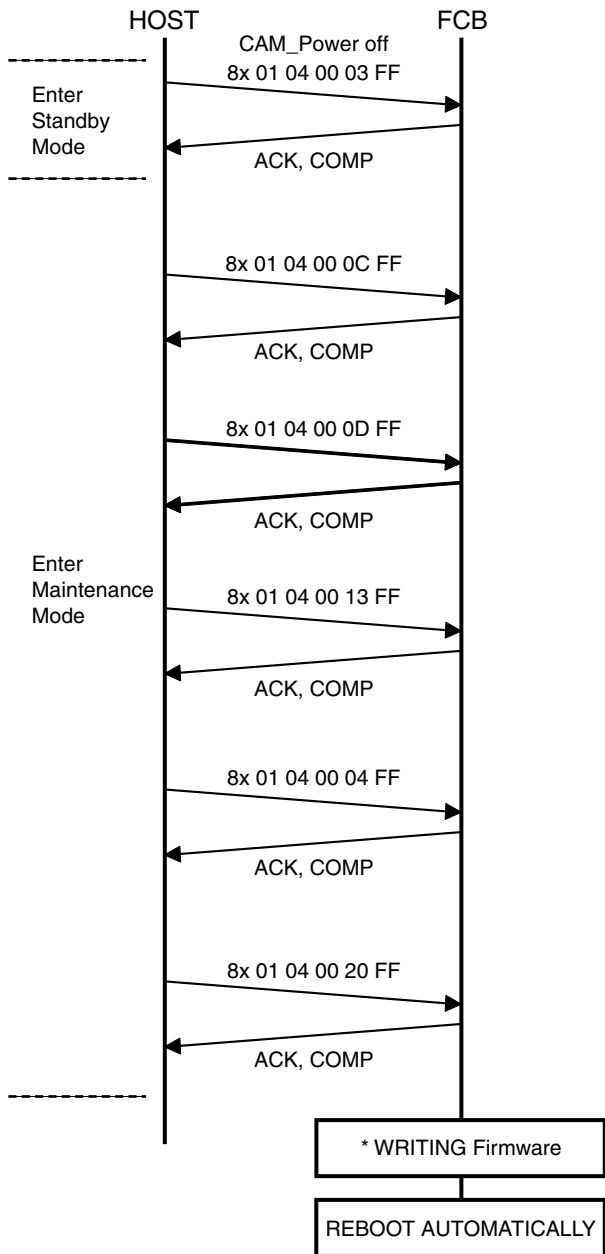 HOST
FCB
CAM_Power off
8x 01 04 00 03 FF
Enter
Standby
Mode
ACK, COMP
8x 01 04 00 0C FF
ACK, COMP
8x 01 04 00 0D FF
ACK, COMP
Enter
Maintenance
Mode
8x 01 04 00 13 FF
ACK, COMP
8x 01 04 00 04 FF
ACK, COMP
8x 01 04 00 20 FF
ACK, COMP
* WRITING Firmware
REBOOT AUTOMATICALLY